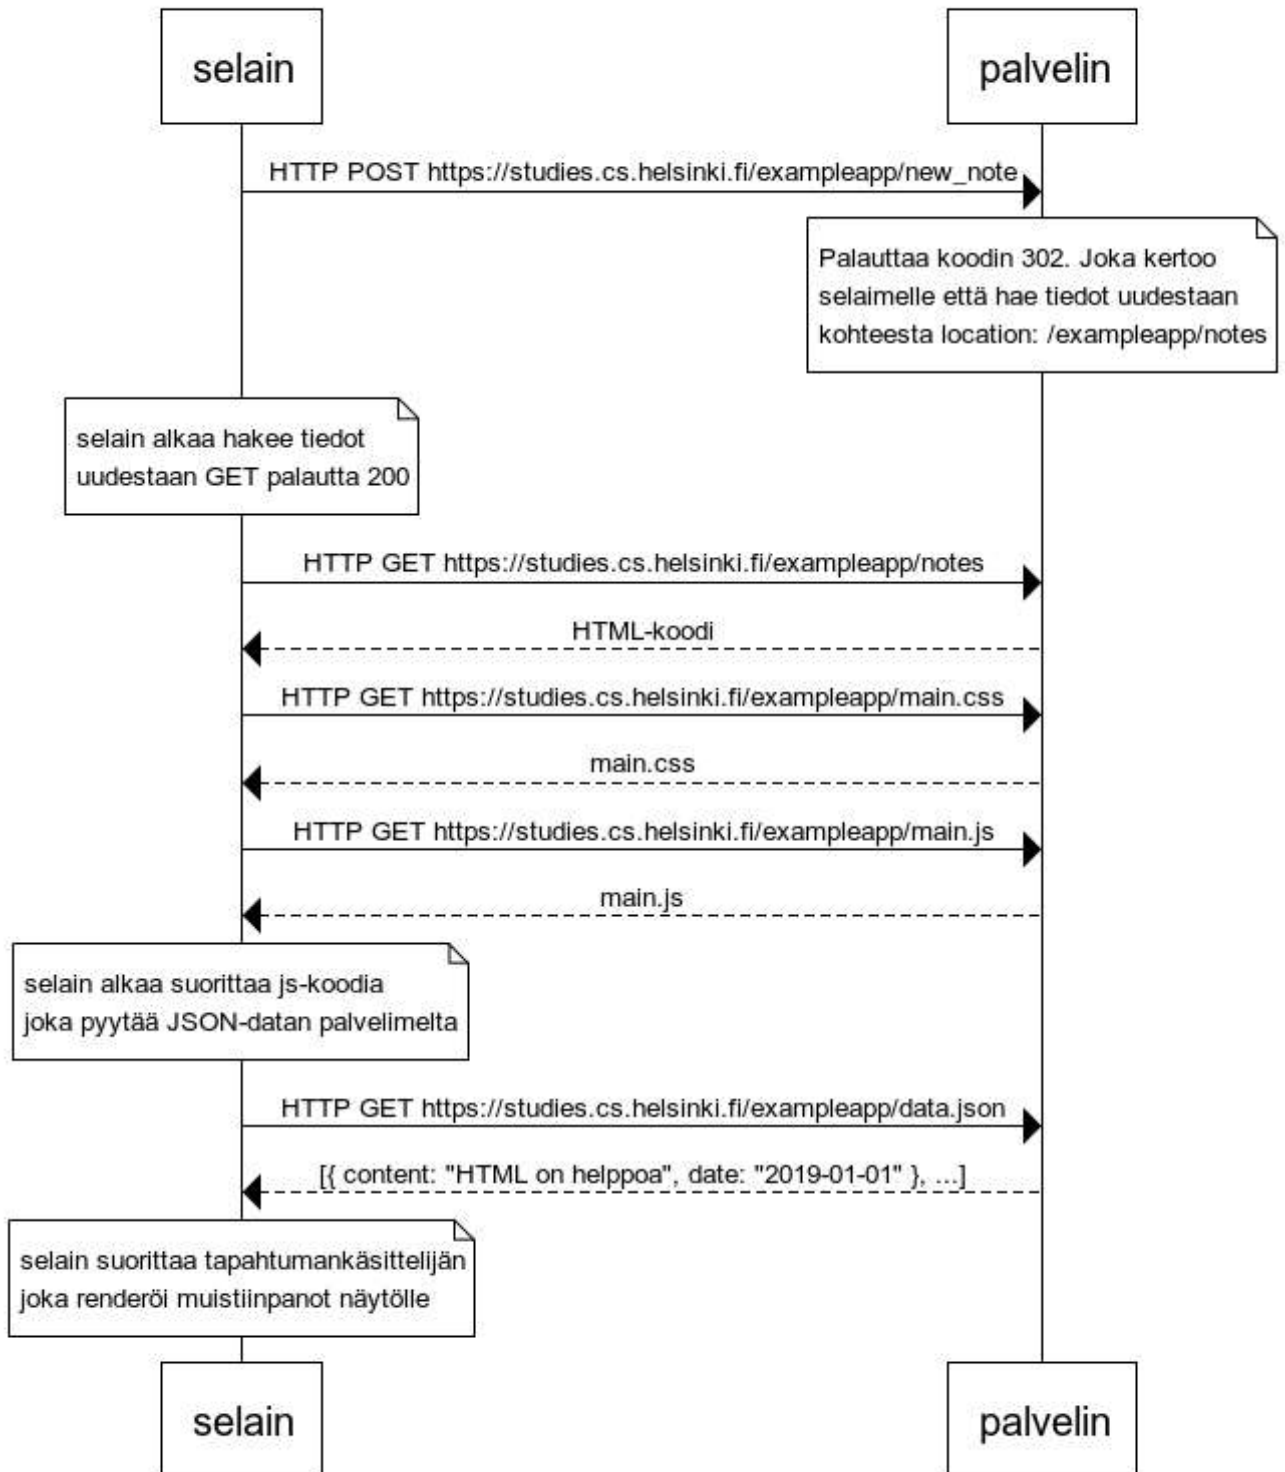 selain
palvelin
HTTP POST https://studies.cs.helsinki.fi/exampleapp/new_note
Palauttaa koodin 302. Joka kertoo
selaimelle että hae tiedot uudestaan
kohteesta location: /exampleapp/notes
selain alkaa hakee tiedot
uudestaan GET palautta 200
HTTP GET https://studies.cs.helsinki.fi/exampleapp/notes
HTML-koodi
HTTP GET https://studies.cs.helsinki.fi/exampleapp/main.css
main.css
HTTP GET https://studies.cs.helsinki.fi/exampleapp/main.js
main.js
selain alkaa suorittaa js-koodia
joka pyytää JSON-datan palvelimelta
HTTP GET https://studies.cs.helsinki.fi/exampleapp/data.json
[{ content: "HTML on helppoa", date: "2019-01-01" }, ...]
selain suorittaa tapahtumankäsittelijän
joka renderöi muistiinpanot näytölle
selain
palvelin